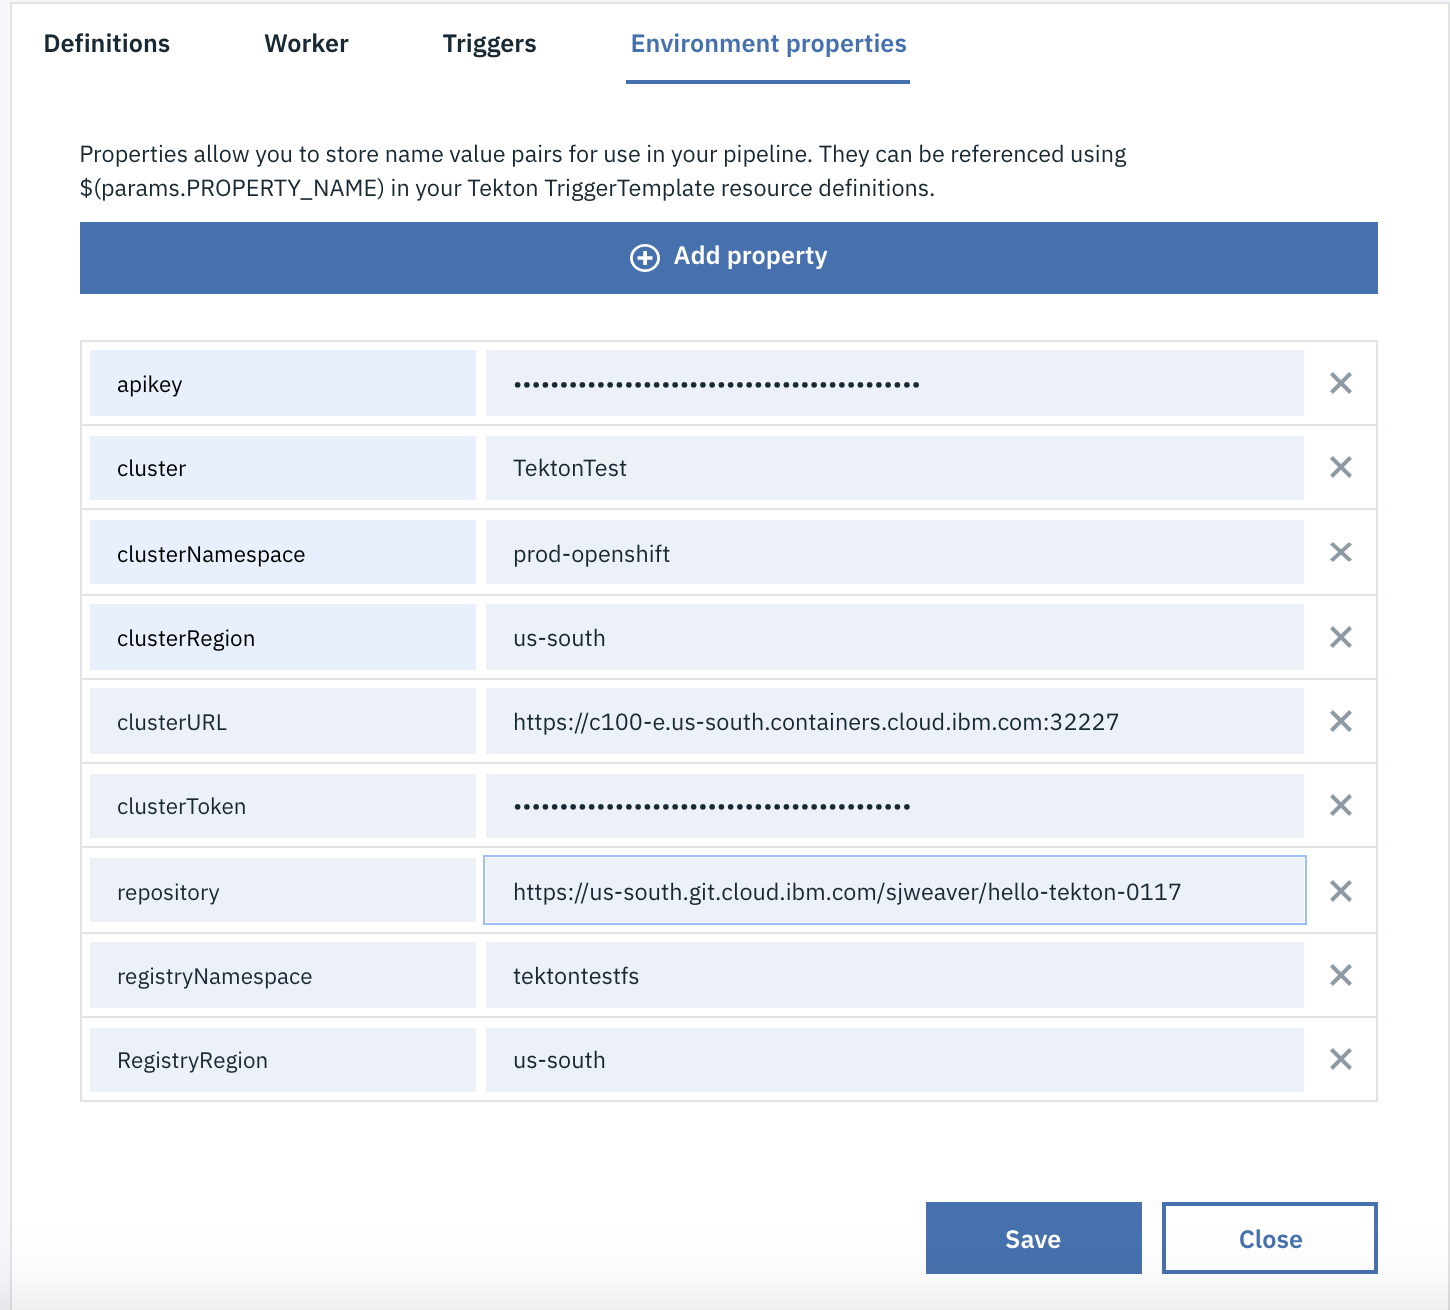 Definitions Worker Triggers Environment properties
Properties allow you to store name value pairs for use in your pipeline. They can be referenced using
$(params.PROPERTY_NAME) in your Tekton TriggerTemplate resource definitions.
Add property
apikey ••••••••••••••••••••••••••••••••••••••••••••
cluster TektonTest
clusterNamespace prod-openshift
clusterRegion us-south
clusterURL https://c100-e.us-south.containers.cloud.ibm.com:32227
clusterToken •••••••••••••••••••••••••••••••••••••••••••
repository https://us-south.git.cloud.ibm.com/sjweaver/hello-tekton-0117
registryNamespace tektontestfs
RegistryRegion us-south
Save Close